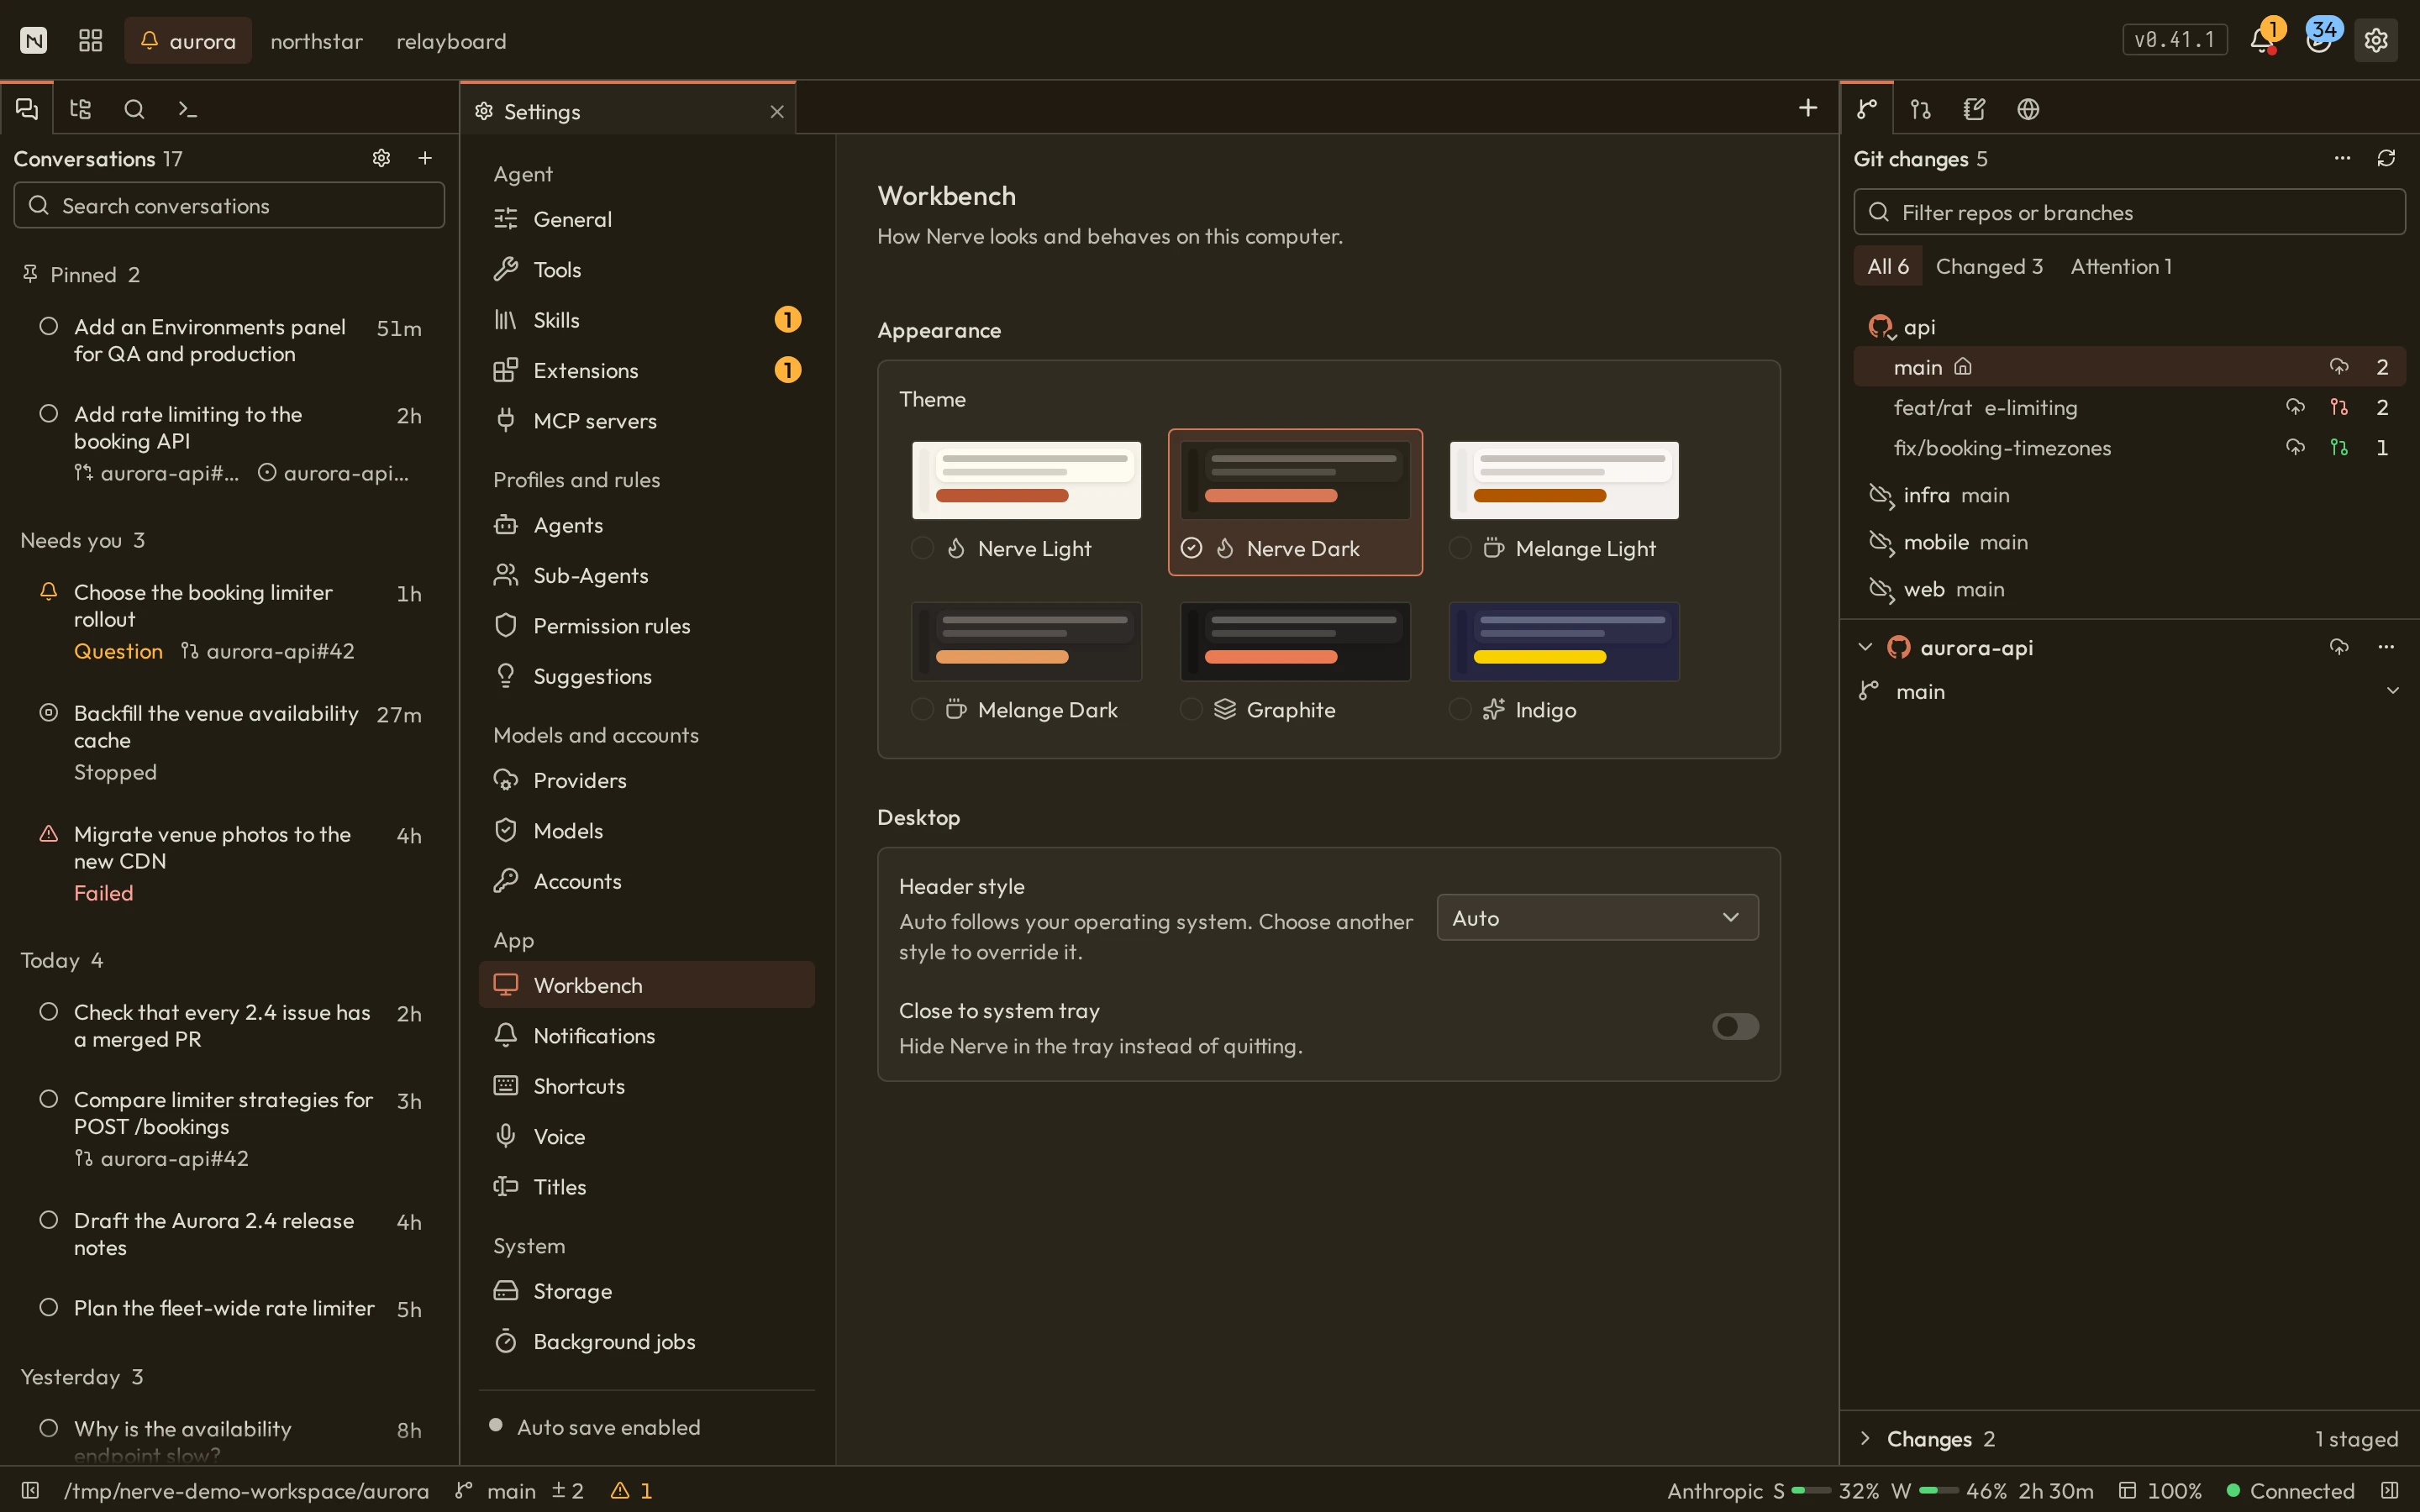 aurora
northstar
relayboard
v0.41.1
1
34
Conversations 17
Search conversations
Pinned 2
Add an Environments panel for QA and production
51m
Add rate limiting to the booking API
2h
aurora-api#...
aurora-api...
Needs you 3
Choose the booking limiter rollout
1h
Question
aurora-api#42
Backfill the venue availability cache
27m
Stopped
Migrate venue photos to the new CDN
4h
Failed
Today 4
Check that every 2.4 issue has a merged PR
2h
Compare limiter strategies for POST /bookings
3h
aurora-api#42
Draft the Aurora 2.4 release notes
4h
Plan the fleet-wide rate limiter
5h
Yesterday 3
Why is the availability endpoint slow?
8h
Settings
Agent
General
Tools
Skills
1
Extensions
1
MCP servers
Profiles and rules
Agents
Sub-Agents
Permission rules
Suggestions
Models and accounts
Providers
Models
Accounts
App
Workbench
Notifications
Shortcuts
Voice
Titles
System
Storage
Background jobs
Auto save enabled
Workbench
How Nerve looks and behaves on this computer.
Appearance
Theme
Nerve Light
Nerve Dark
Melange Light
Melange Dark
Graphite
Indigo
Desktop
Header style
Auto follows your operating system. Choose another style to override it.
Auto
Close to system tray
Hide Nerve in the tray instead of quitting.
Git changes 5
Filter repos or branches
All 6
Changed 3
Attention 1
api
main
2
feat/rat e-limiting
2
fix/booking-timezones
1
infra main
mobile main
web main
aurora-api
main
Changes 2
1 staged
/tmp/nerve-demo-workspace/aurora
main
±2
1
Anthropic S 32% W 46% 2h 30m
100%
Connected